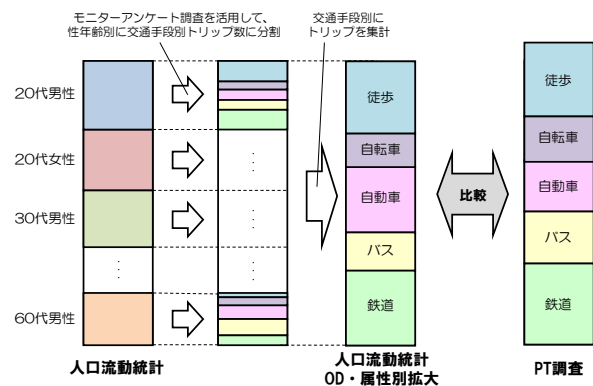 モニターアンケート調査を活用して、
性年齢別に交通手段別トリップ数に分割
交通手段別に
トリップを集計
20代男性
20代女性
30代男性
⋮
60代男性
⋮
⋮
⋮
徒歩
自転車
自動車
バス
鉄道
比較
徒歩
自転車
自動車
バス
鉄道
人口流動統計
人口流動統計
OD・属性別拡大
PT調査